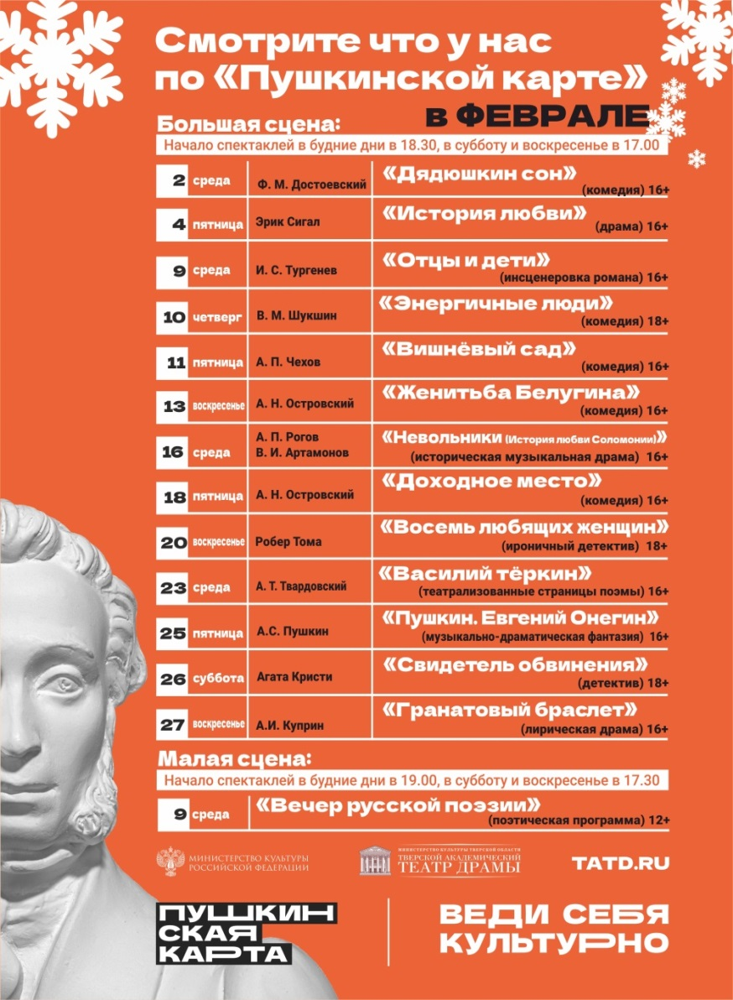 Смотрите что у нас
по «Пушкинской карте»
в ФЕВРАЛЕ
Большая сцена:
Начало спектаклей в будние дни в 18.30, в субботу и воскресенье в 17.00
2 среда Ф. М. Достоевский «Дядюшкин сон»
(комедия) 16+
4 пятница Эрик Сигал «История любви»
(драма) 16+
9 среда И. С. Тургенев «Отцы и дети»
(инсценеровка романа) 16+
10 четверг В. М. Шукшин «Энергичные люди»
(комедия) 18+
11 пятница А. П. Чехов «Вишнёвый сад»
(комедия) 16+
13 воскресенье А. Н. Островский «Женитьба Белугина»
(комедия) 16+
16 среда А. П. Рогов
В. И. Артамонов «Невольники (История любви Соломонии)»
(историческая музыкальная драма) 16+
18 пятница А. Н. Островский «Доходное место»
(комедия) 16+
20 воскресенье Робер Тома «Восемь любящих женщин»
(ироничный детектив) 18+
23 среда А. Т. Твардовский «Василий тёркин»
(театрализованные страницы поэмы) 16+
25 пятница А.С. Пушкин «Пушкин. Евгений Онегин»
(музыкально-драматическая фантазия) 16+
26 суббота Агата Кристи «Свидетель обвинения»
(детектив) 18+
27 воскресенье А.И. Куприн «Гранатовый браслет»
(лирическая драма) 16+
Малая сцена:
Начало спектаклей в будние дни в 19.00, в субботу и воскресенье в 17.30
9 среда «Вечер русской поэзии»
(поэтическая программа) 12+
МИНИСТЕРСТВО КУЛЬТУРЫ
РОССИЙСКОЙ ФЕДЕРАЦИИ
МИНИСТЕРСТВО КУЛЬТУРЫ ТВЕРСКОЙ ОБЛАСТИ
ТВЕРСКОЙ АКАДЕМИЧЕСКИЙ
ТЕАТР ДРАМЫ
TATD.RU
ПУШКИН
СКАЯ
КАРТА
ВЕДИ СЕБЯ
КУЛЬТУРНО